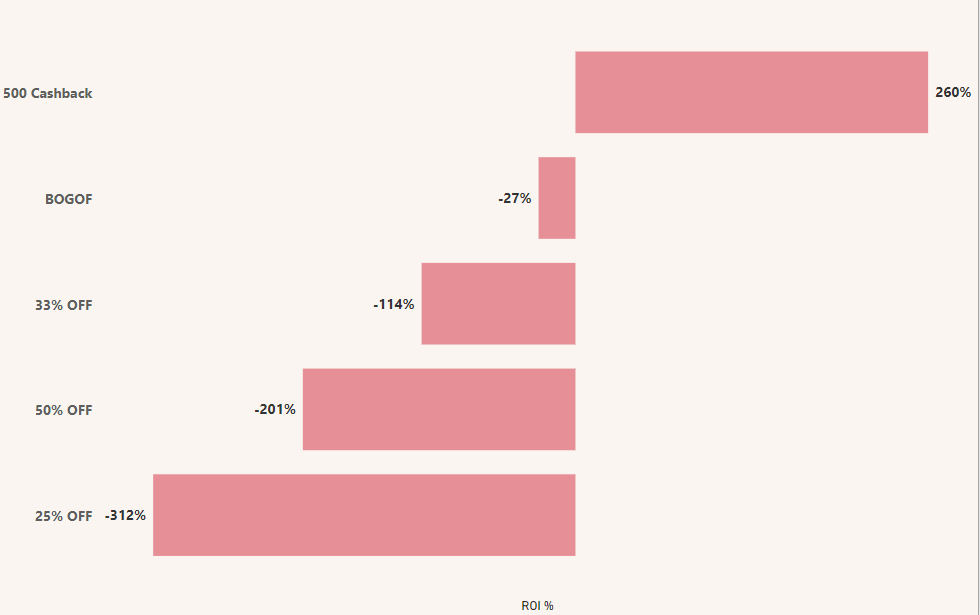 500 Cashback 260%
BOGOF -27%
33% OFF -114%
50% OFF -201%
25% OFF -312%
ROI %